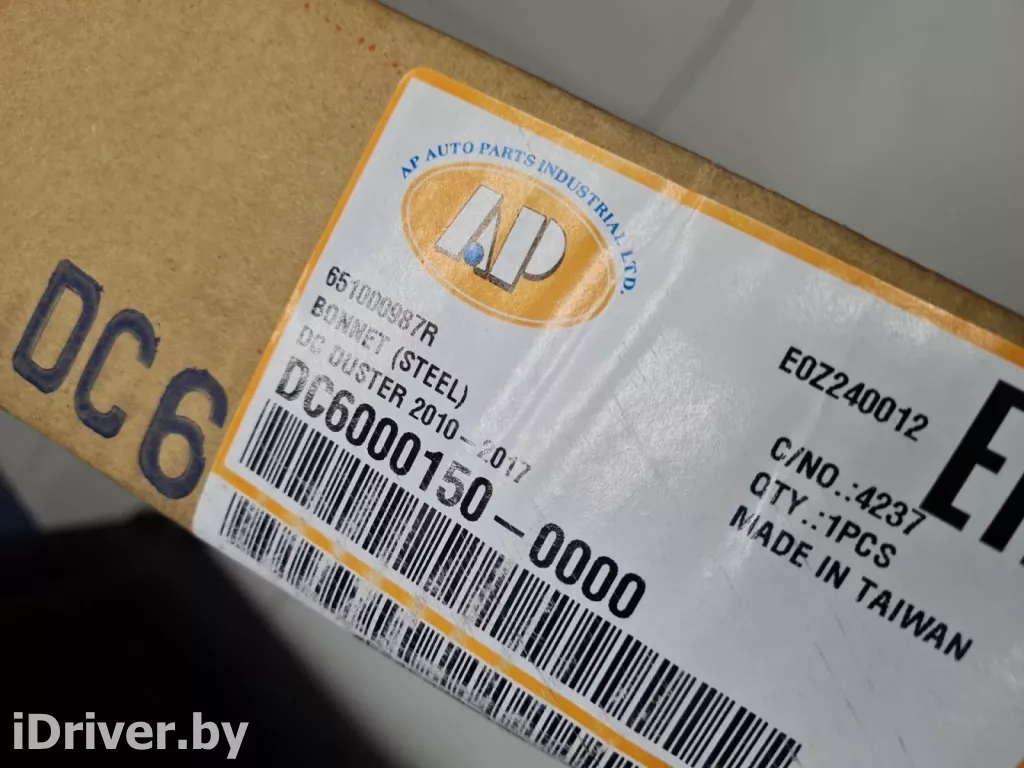 AP AUTO PARTS INDUSTRIAL LTD.
AP
651000987R
BONNET (STEEL)
DC DUSTER 2010-2017
DC6000150-0000
E0Z240012
C/NO.:4237
QTY.:1PCS
MADE IN TAIWAN
DC6
iDriver.by